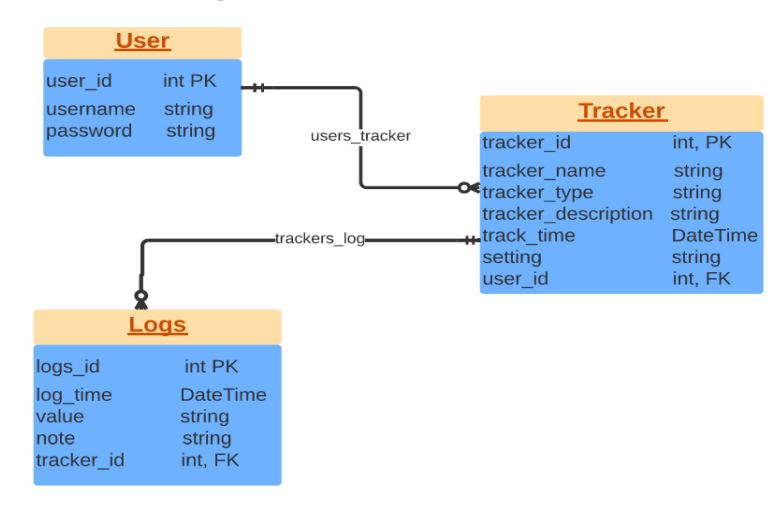 User
user_id int PK
username string
password string
users_tracker
Tracker
tracker_id int, PK
tracker_name string
tracker_type string
tracker_description string
track_time DateTime
setting string
user_id int, FK
trackers_log
Logs
logs_id int PK
log_time DateTime
value string
note string
tracker_id int, FK